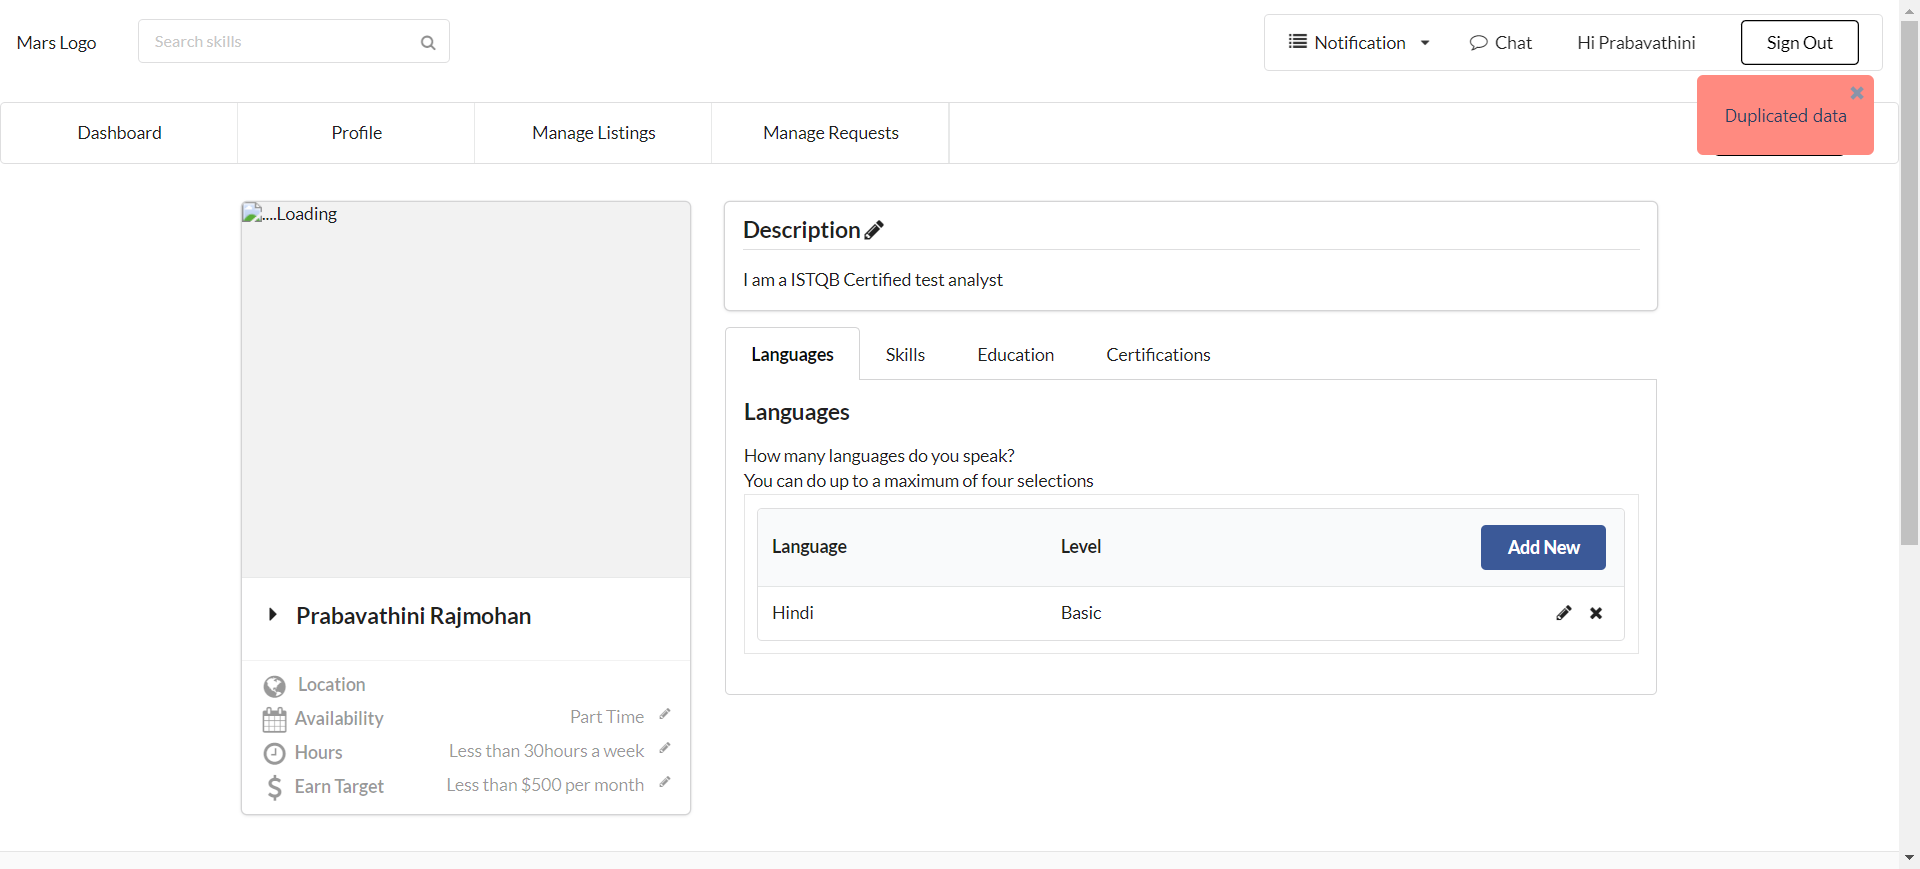 Mars Logo
Search skills
Notification
Chat
Hi Prabavathini
Sign Out
Duplicated data
Dashboard
Profile
Manage Listings
Manage Requests
....Loading
Prabavathini Rajmohan
Location
Availability
Part Time
Hours
Less than 30hours a week
Earn Target
Less than $500 per month
Description
I am a ISTQB Certified test analyst
Languages
Skills
Education
Certifications
Languages
How many languages do you speak?
You can do up to a maximum of four selections
Language
Level
Add New
Hindi
Basic